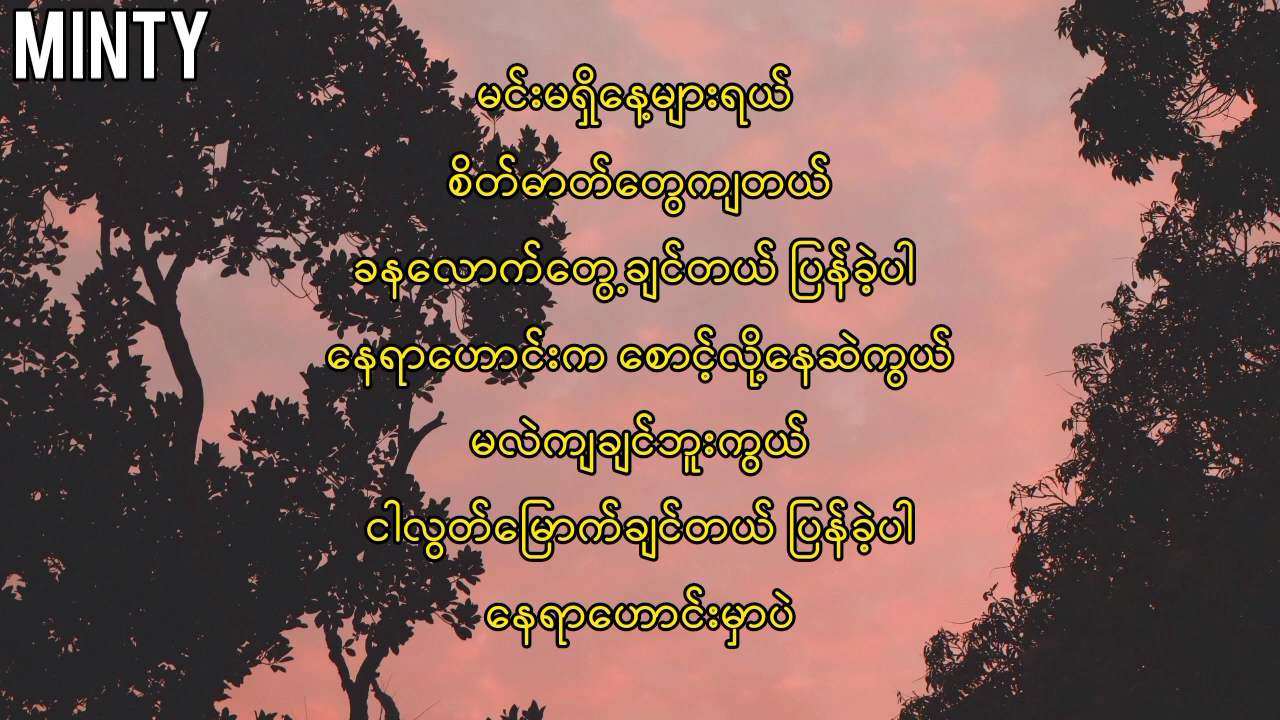 MINTY
မင်းမရှိနေ့များရယ်
စိတ်ဓာတ်တွေကျတယ်
ခနလောက်တွေ့ချင်တယ် ပြန်ခဲ့ပါ
နေရာဟောင်းက စောင့်လို့နေဆဲကွယ်
မလဲကျချင်ဘူးကွယ်
ငါလွတ်မြောက်ချင်တယ် ပြန်ခဲ့ပါ
နေရာဟောင်းမှာပဲ